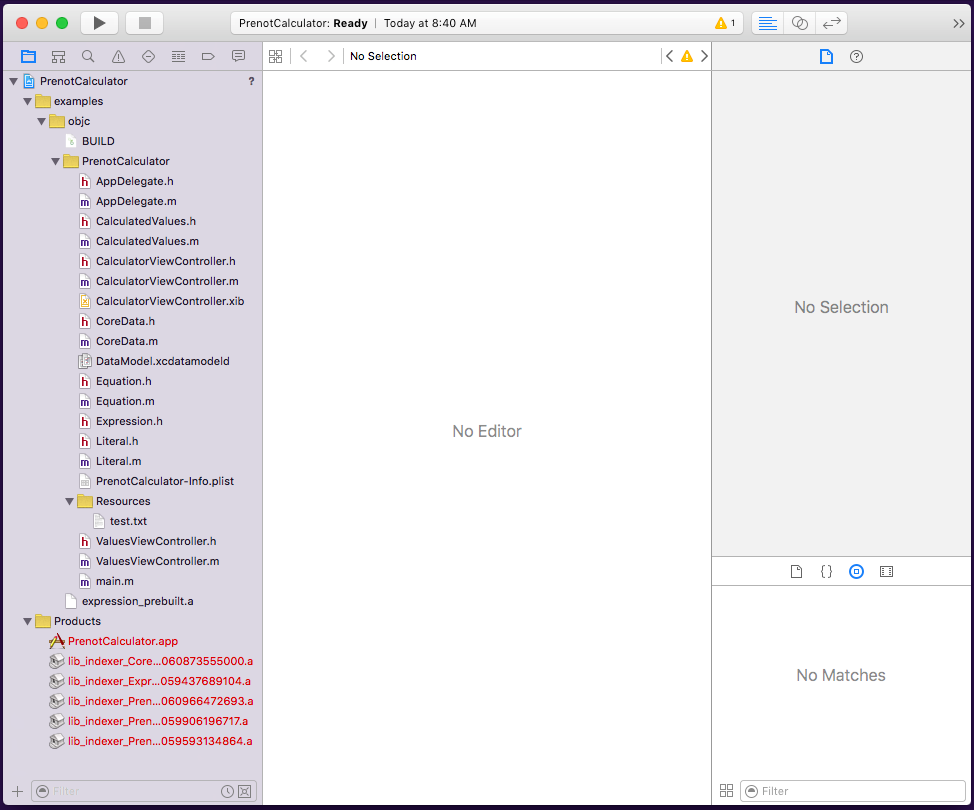 PrenotCalculator: Ready | Today at 8:40 AM
1
No Selection
PrenotCalculator
?
examples
objc
BUILD
PrenotCalculator
h AppDelegate.h
m AppDelegate.m
h CalculatedValues.h
m CalculatedValues.m
h CalculatorViewController.h
m CalculatorViewController.m
CalculatorViewController.xib
h CoreData.h
m CoreData.m
DataModel.xcdatamodeld
h Equation.h
m Equation.m
h Expression.h
h Literal.h
m Literal.m
PrenotCalculator-Info.plist
Resources
test.txt
h ValuesViewController.h
m ValuesViewController.m
m main.m
expression_prebuilt.a
Products
PrenotCalculator.app
lib_indexer_Core...060873555000.a
lib_indexer_Expr...059437689104.a
lib_indexer_Pren...060966472693.a
lib_indexer_Pren...059906196717.a
lib_indexer_Pren...059593134864.a
Filter
No Editor
No Selection
{}
No Matches
Filter